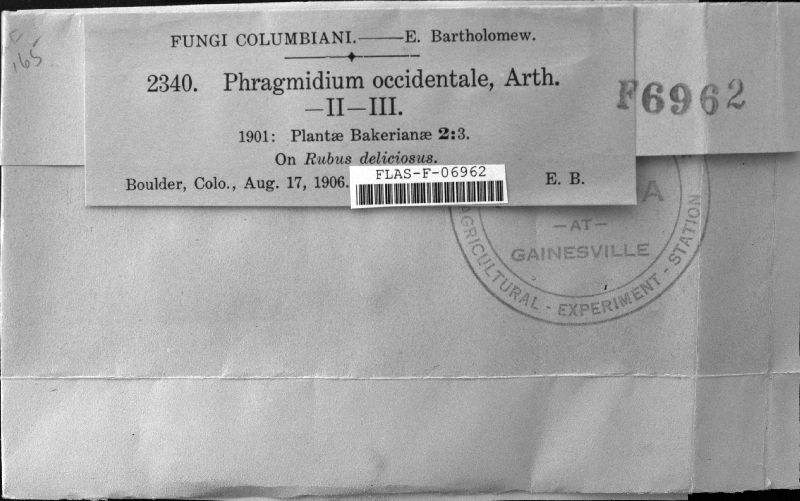 165
FUNGI COLUMBIANI.——E. Bartholomew.
2340. Phragmidium occidentale, Arth.
—II—III.
1901: Plantæ Bakerianæ 2:3.
On Rubus deliciosus.
Boulder, Colo., Aug. 17, 1906.
E. B.
FLAS-F-06962
F6962
—AT—
GAINESVILLE
AGRICULTURAL - EXPERIMENT - STATION